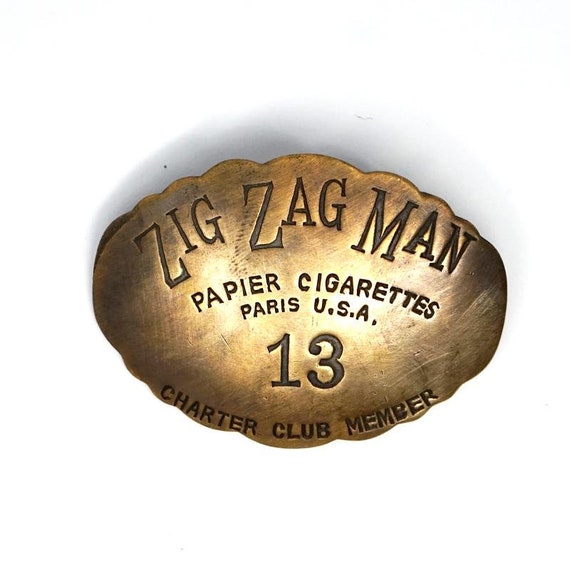 ZIG ZAG MAN
PAPIER CIGARETTES
PARIS U.S.A.
13
CHARTER CLUB MEMBER